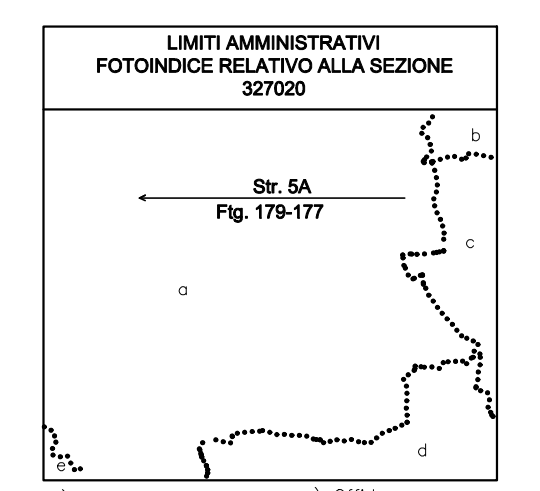 LIMITI AMMINISTRATIVI
FOTOINDICE RELATIVO ALLA SEZIONE
327020
b
Str. 5A
Ftg. 179-177
c
a
d
e